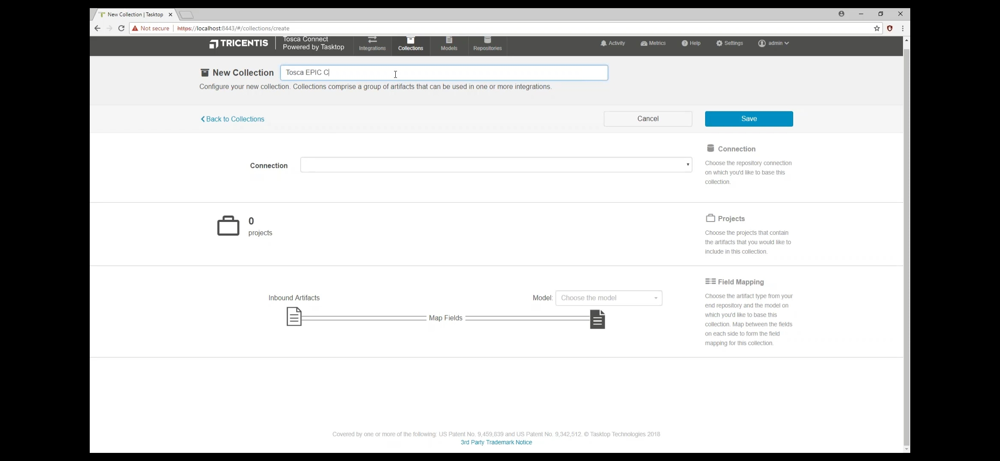 New Collection | Tasktop
Not secure | https://localhost:8443/#/collections/create
TRICENTIS
Tosca Connect
Powered by Tasktop
Integrations
Collections
Models
Repositories
Activity
Metrics
Help
Settings
admin
New Collection
Tosca EPIC C
Configure your new collection. Collections comprise a group of artifacts that can be used in one or more integrations.
Back to Collections
Cancel
Save
Connection
Connection
Choose the repository connection
on which you'd like to base this
collection.
0
projects
Projects
Choose the projects that contain
the artifacts that you would like to
include in this collection.
Inbound Artifacts
Model: Choose the model
Map Fields
Field Mapping
Choose the artifact type from your
end repository and the model on
which you'd like to base this
collection. Map between the fields
on each side to form the field
mapping for this collection.
Covered by one or more of the following: US Patent No. 9,459,839 and US Patent No. 9,342,512. © Tasktop Technologies 2018
3rd Party Trademark Notice